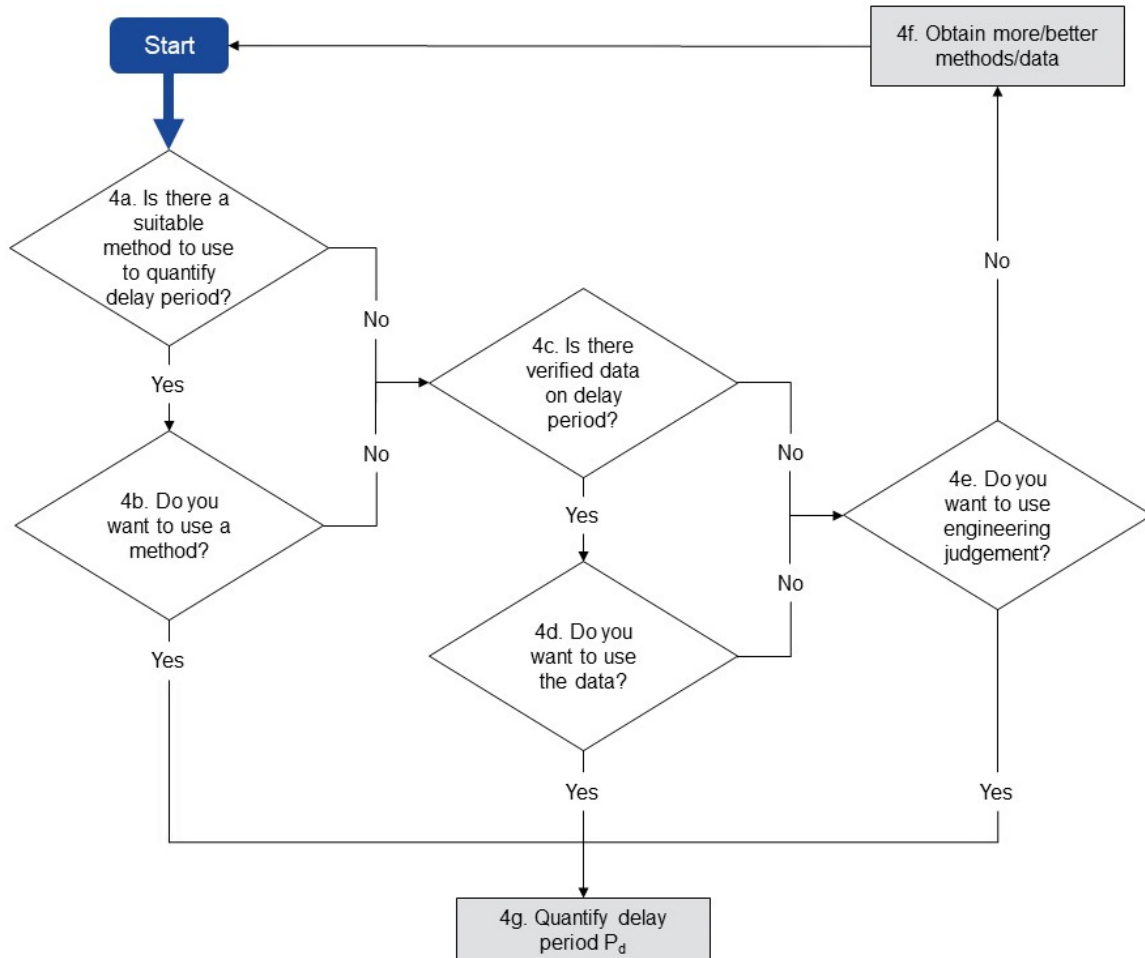 Start
4f. Obtain more/better
methods/data
4a. Is there a
suitable
method to use
to quantify
delay period?
No
Yes
4b. Do you
want to use a
method?
No
Yes
4c. Is there
verified data
on delay
period?
No
Yes
4d. Do you
want to use
the data?
No
Yes
4e. Do you
want to use
engineering
judgement?
No
Yes
4g. Quantify delay
period Pd